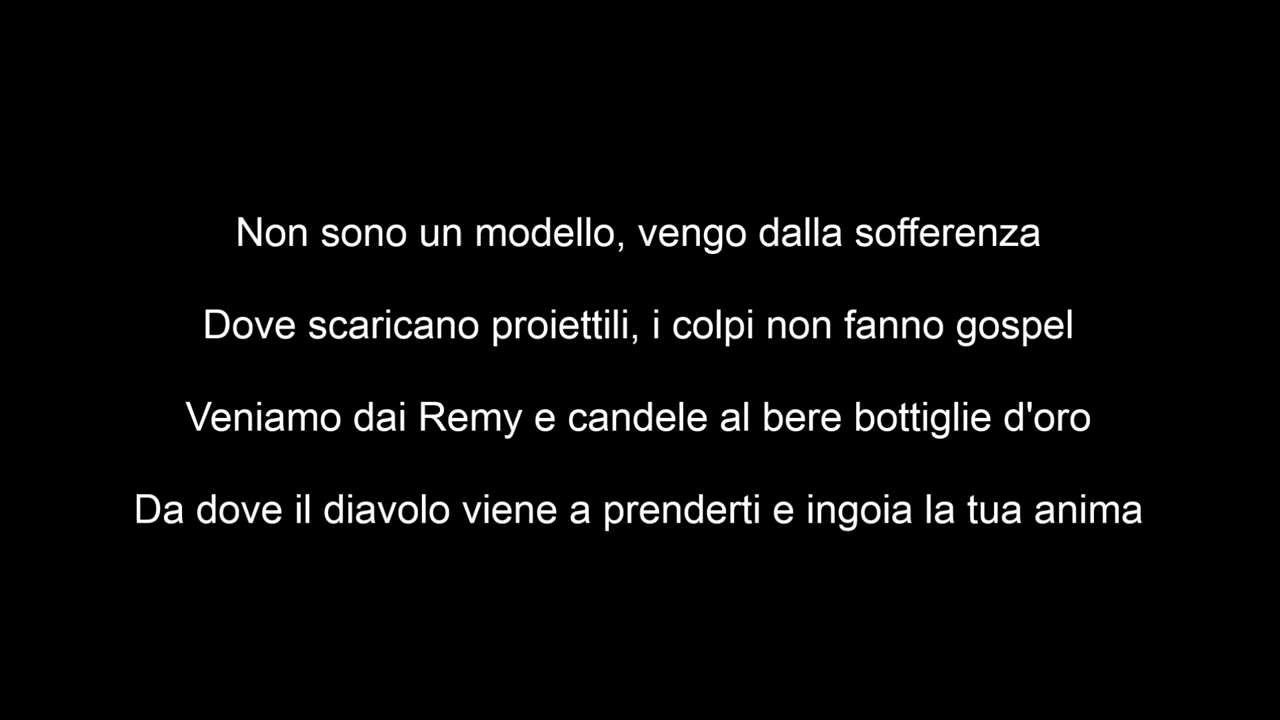 Non sono un modello, vengo dalla sofferenza
Dove scaricano proiettili, i colpi non fanno gospel
Veniamo dai Remy e candele al bere bottiglie d'oro
Da dove il diavolo viene a prenderti e ingoia la tua anima